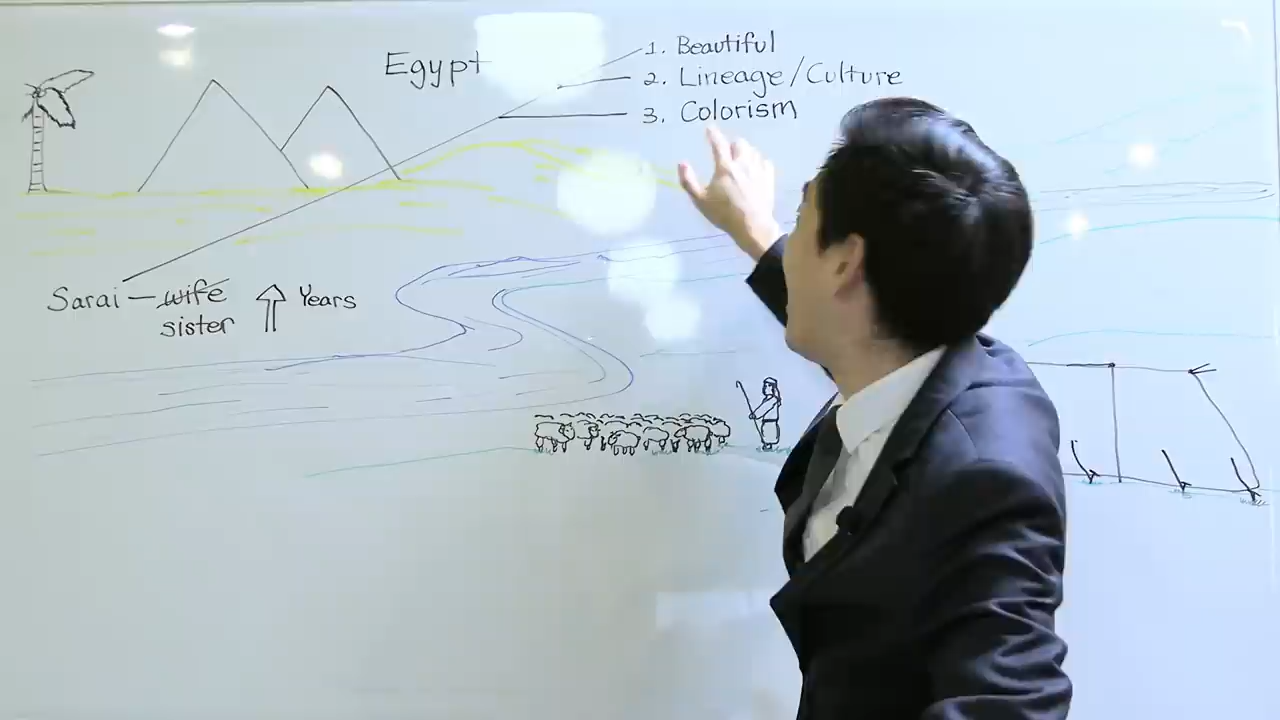 Egypt
1. Beautiful
2. Lineage/Culture
3. Colorism
Sarai — wife
sister
Years